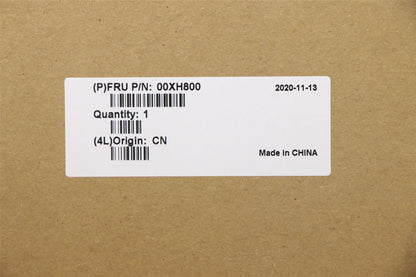 (P)FRU P/N: 00XH800 2020-11-13
Quantity: 1
(4L)Origin: CN
Made in CHINA